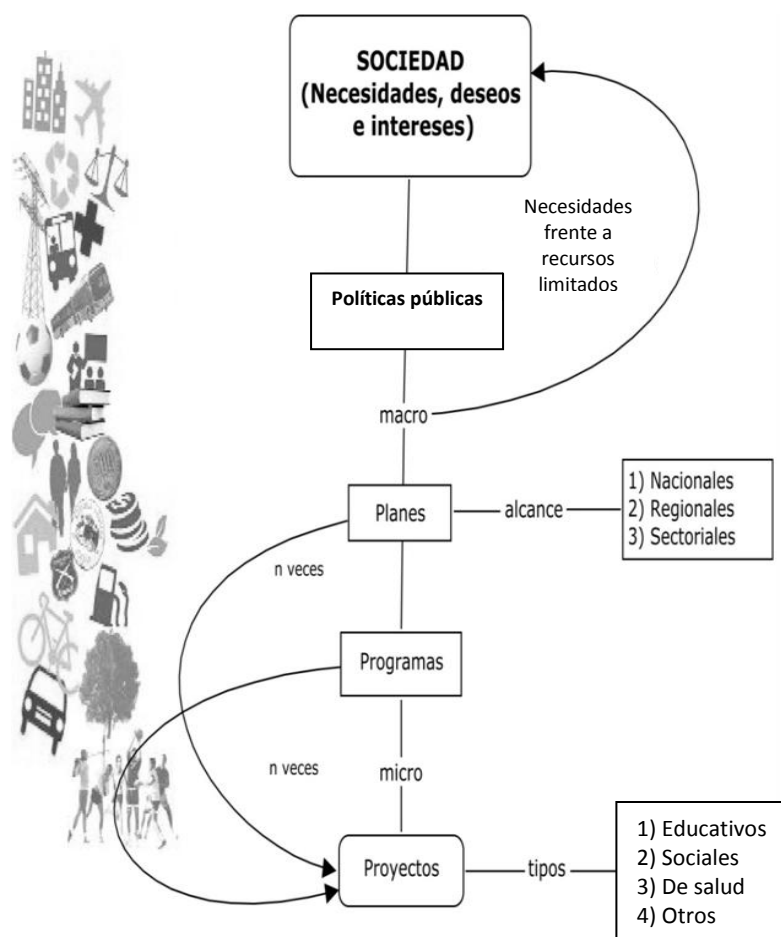 SOCIEDAD
(Necesidades, deseos
e intereses)
Necesidades
frente a
recursos
limitados
Políticas públicas
macro
Planes
alcance
1) Nacionales
2) Regionales
3) Sectoriales
n veces
Programas
n veces
micro
Proyectos
tipos
1) Educativos
2) Sociales
3) De salud
4) Otros